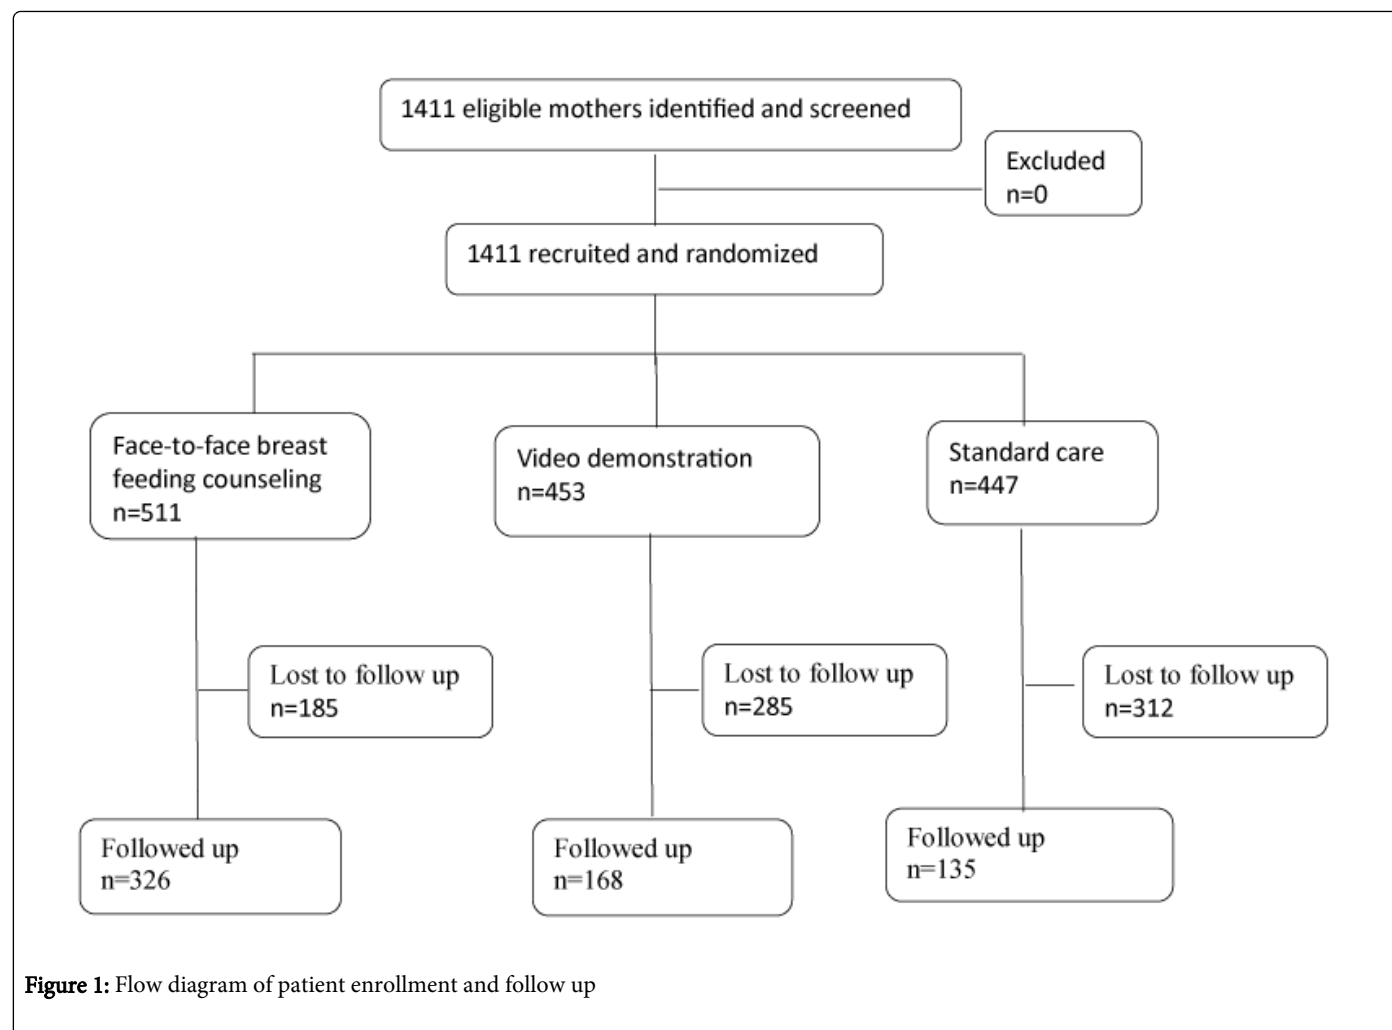 1411 eligible mothers identified and screened
Excluded
n=0
1411 recruited and randomized
Face-to-face breast
feeding counseling
n=511
Video demonstration
n=453
Standard care
n=447
Lost to follow up
n=185
Lost to follow up
n=285
Lost to follow up
n=312
Followed up
n=326
Followed up
n=168
Followed up
n=135
Figure 1: Flow diagram of patient enrollment and follow up